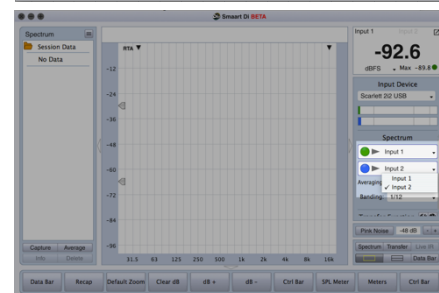 Smaart Di BETA
Spectrum
Session Data
No Data
Capture Average
Info Delete
RTA
-12
-24
-36
-48
-60
-72
-84
-96
31.5 63 125 250 500 1k 2k 4k 8k 16k
Input 1 Input 2
-92.6
dBFS Max -89.8
Input Device
Scarlett 2i2 USB
Spectrum
Input 1
Input 2
Input 1
✓ Input 2
Averaging
Banding: 1/12
Pink Noise -48 dB - +
Spectrum Transfer Live IR
Data Bar
Data Bar Recap Default Zoom Clear dB dB + dB - Ctrl Bar SPL Meter Meters Ctrl Bar